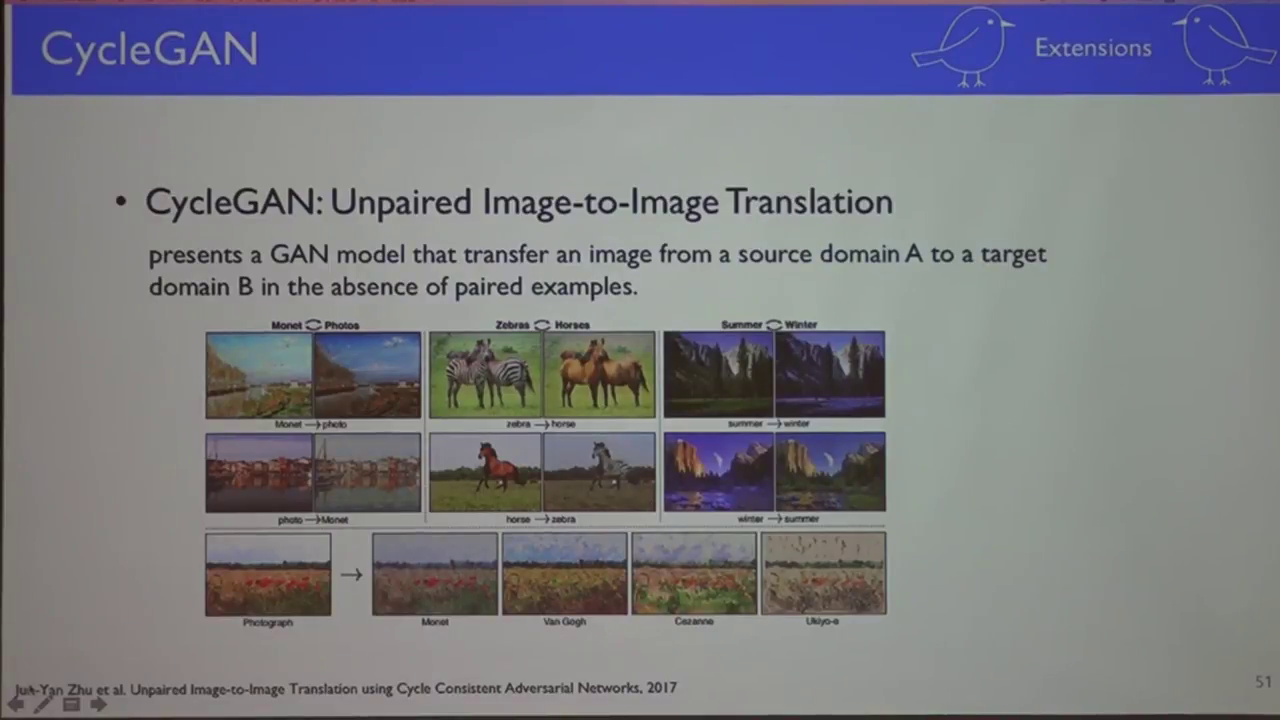 CycleGAN
Extensions
• CycleGAN: Unpaired Image-to-Image Translation
presents a GAN model that transfer an image from a source domain A to a target
domain B in the absence of paired examples.
Monet Photos
Zebras Horses
Summer Winter
Monet → photo
zebra → horse
summer → winter
photo → Monet
horse → zebra
winter → summer
→
Photograph
Monet
Van Gogh
Cezanne
Ukiyo-e
Jun-Yan Zhu et al. Unpaired Image-to-Image Translation using Cycle Consistent Adversarial Networks, 2017
51